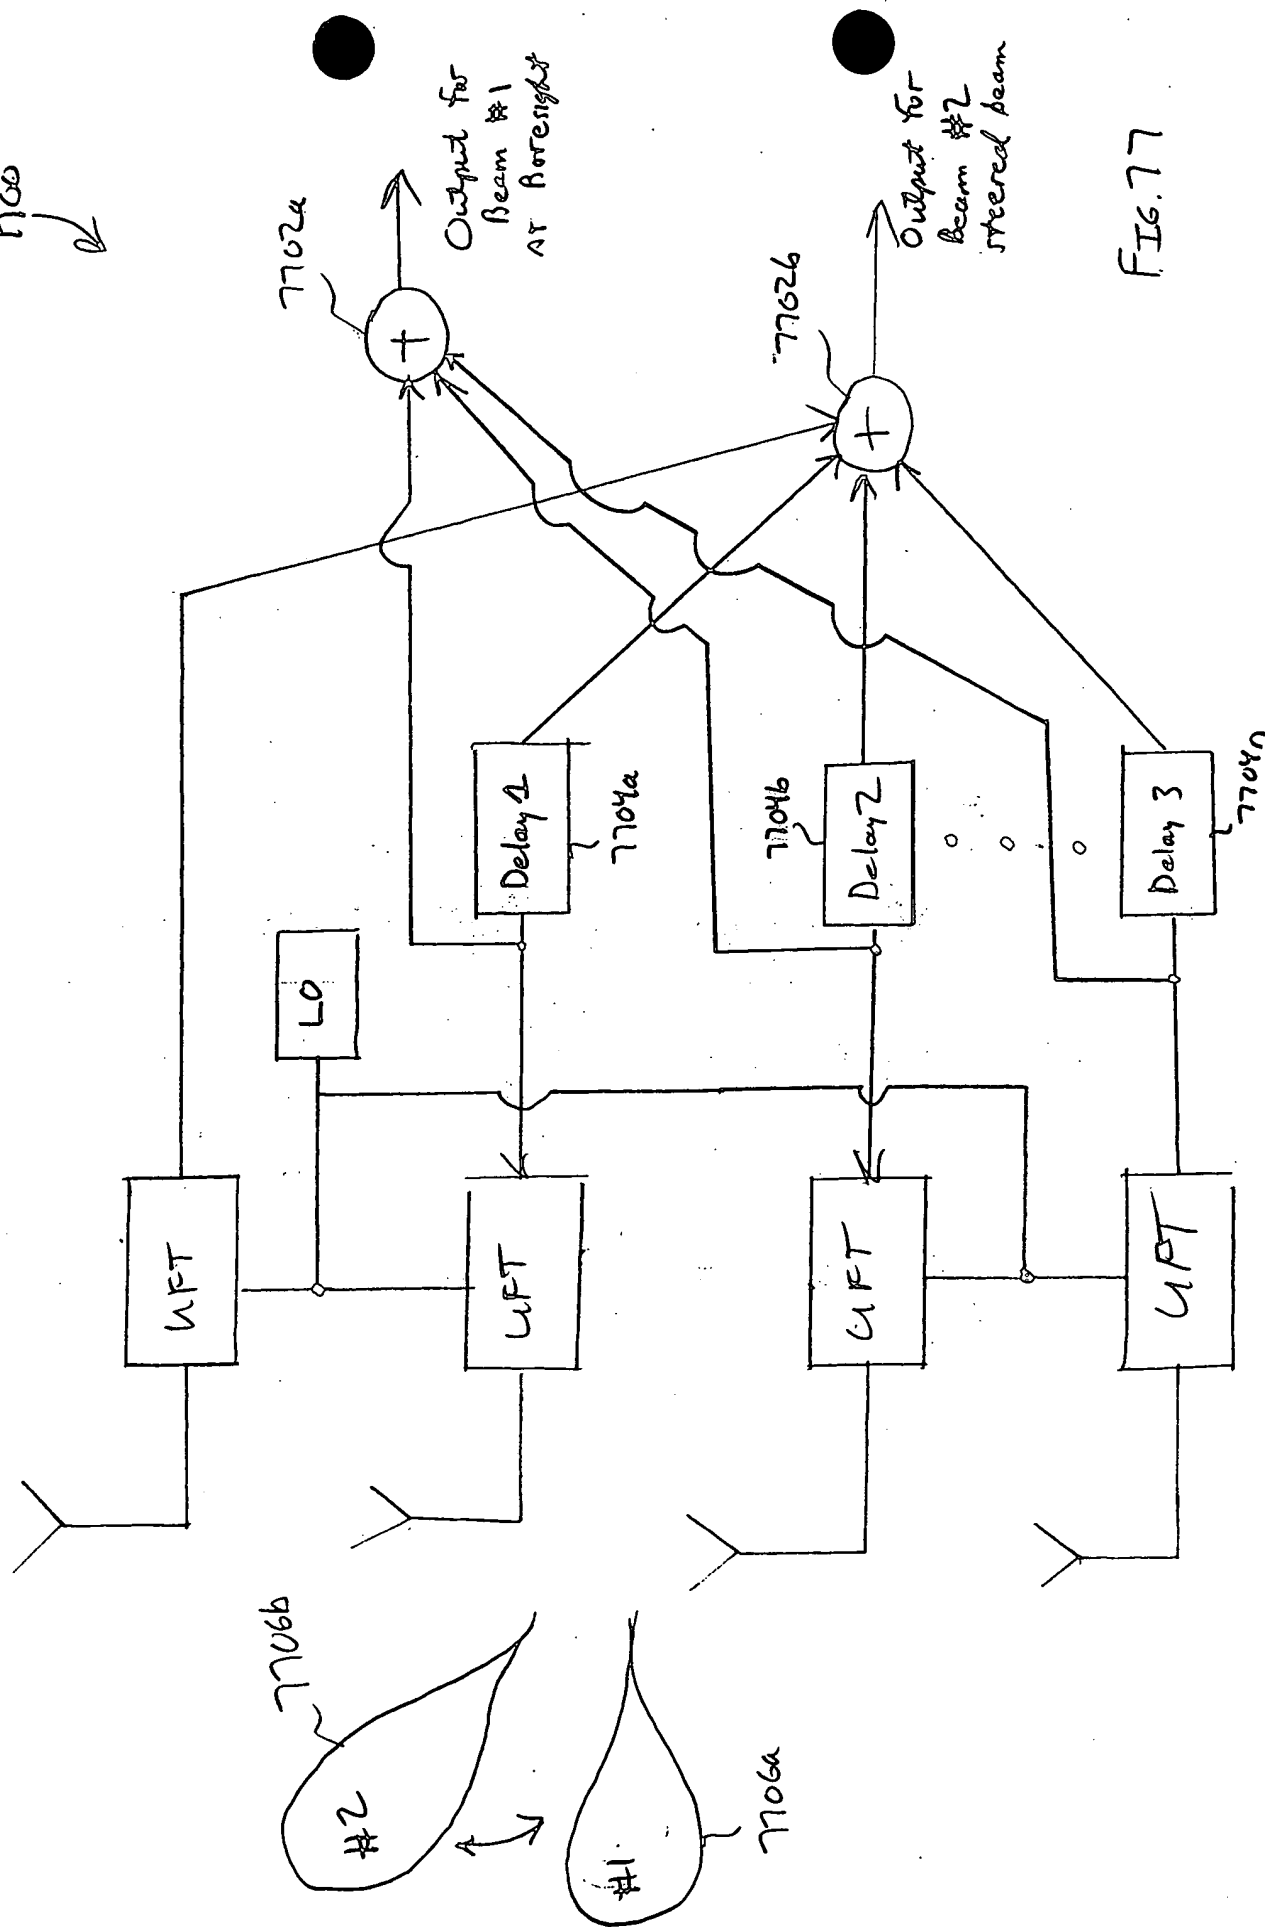 7700
7702a
Output for
Beam #1
at Boresight
7702b
Output for
Beam #2
steered beam
FIG. 77
LO
Delay 1
7704a
7704b
Delay 2
Delay 3
7704n
UFT
UFT
UFT
UFT
7706b
#2
#1
7706a